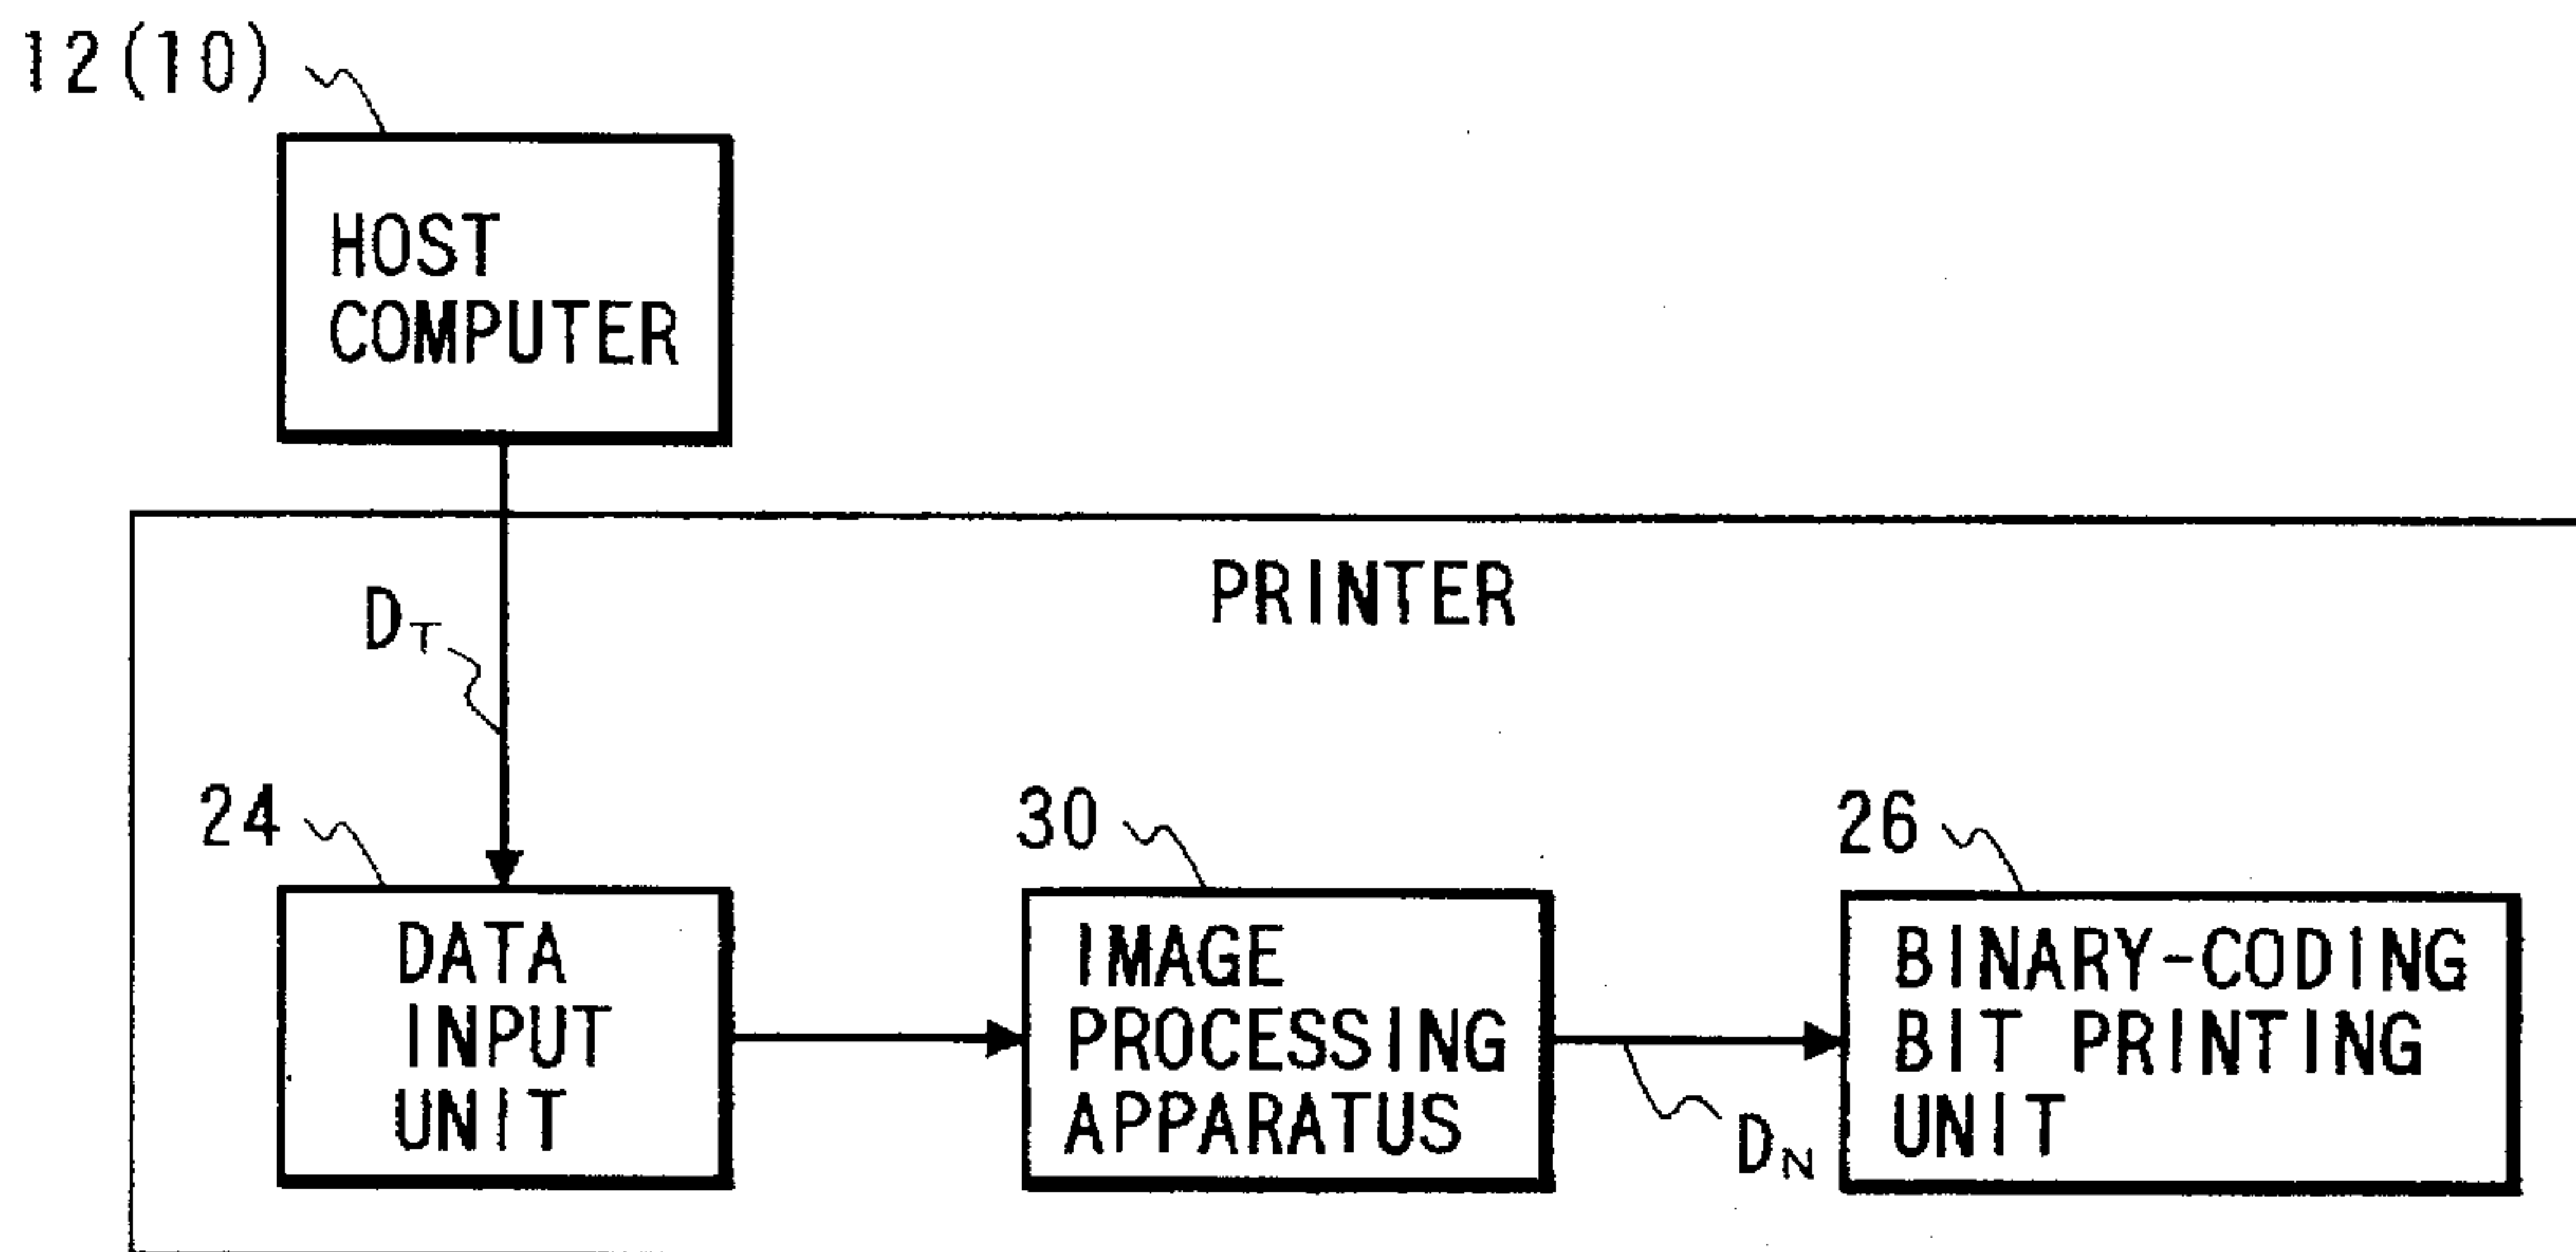 12(10)
HOST
COMPUTER
PRINTER
DT
24
30
26
DATA
INPUT
UNIT
IMAGE
PROCESSING
APPARATUS
BINARY-CODING
BIT PRINTING
UNIT
DN